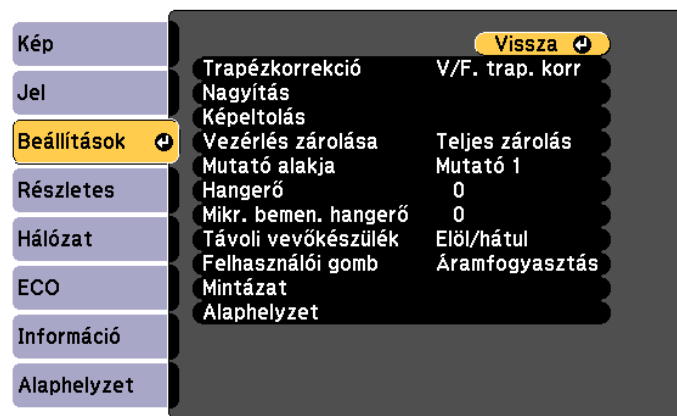 Kép
Jel
Beállítások
Részletes
Hálózat
ECO
Információ
Alaphelyzet
Vissza
Trapézkorrekció V/F. trap. korr
Nagyítás
Képeltolás
Vezérlés zárolása Teljes zárolás
Mutató alakja Mutató 1
Hangerő 0
Mikr. bemen. hangerő 0
Távoli vevőkészülék Elöl/hátul
Felhasználói gomb Áramfogyasztás
Mintázat
Alaphelyzet